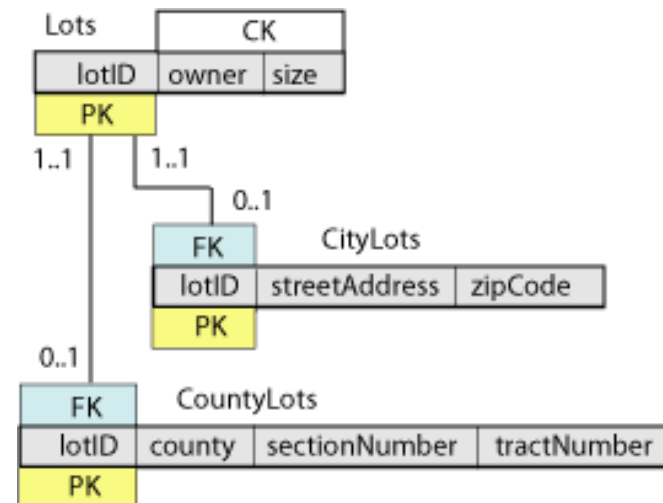 Lots
CK
lotID owner size
PK
1..1 1..1
0..1
FK CityLots
lotID streetAddress zipCode
PK
0..1
FK CountyLots
lotID county sectionNumber tractNumber
PK